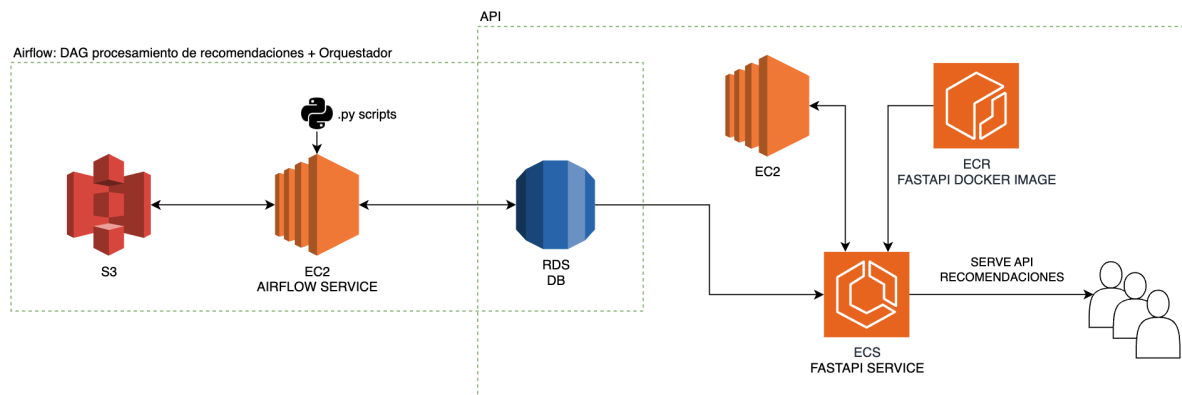 API
Airflow: DAG procesamiento de recomendaciones + Orquestador
.py scripts
S3
EC2
AIRFLOW SERVICE
RDS
DB
EC2
ECR
FASTAPI DOCKER IMAGE
SERVE API
RECOMENDACIONES
ECS
FASTAPI SERVICE